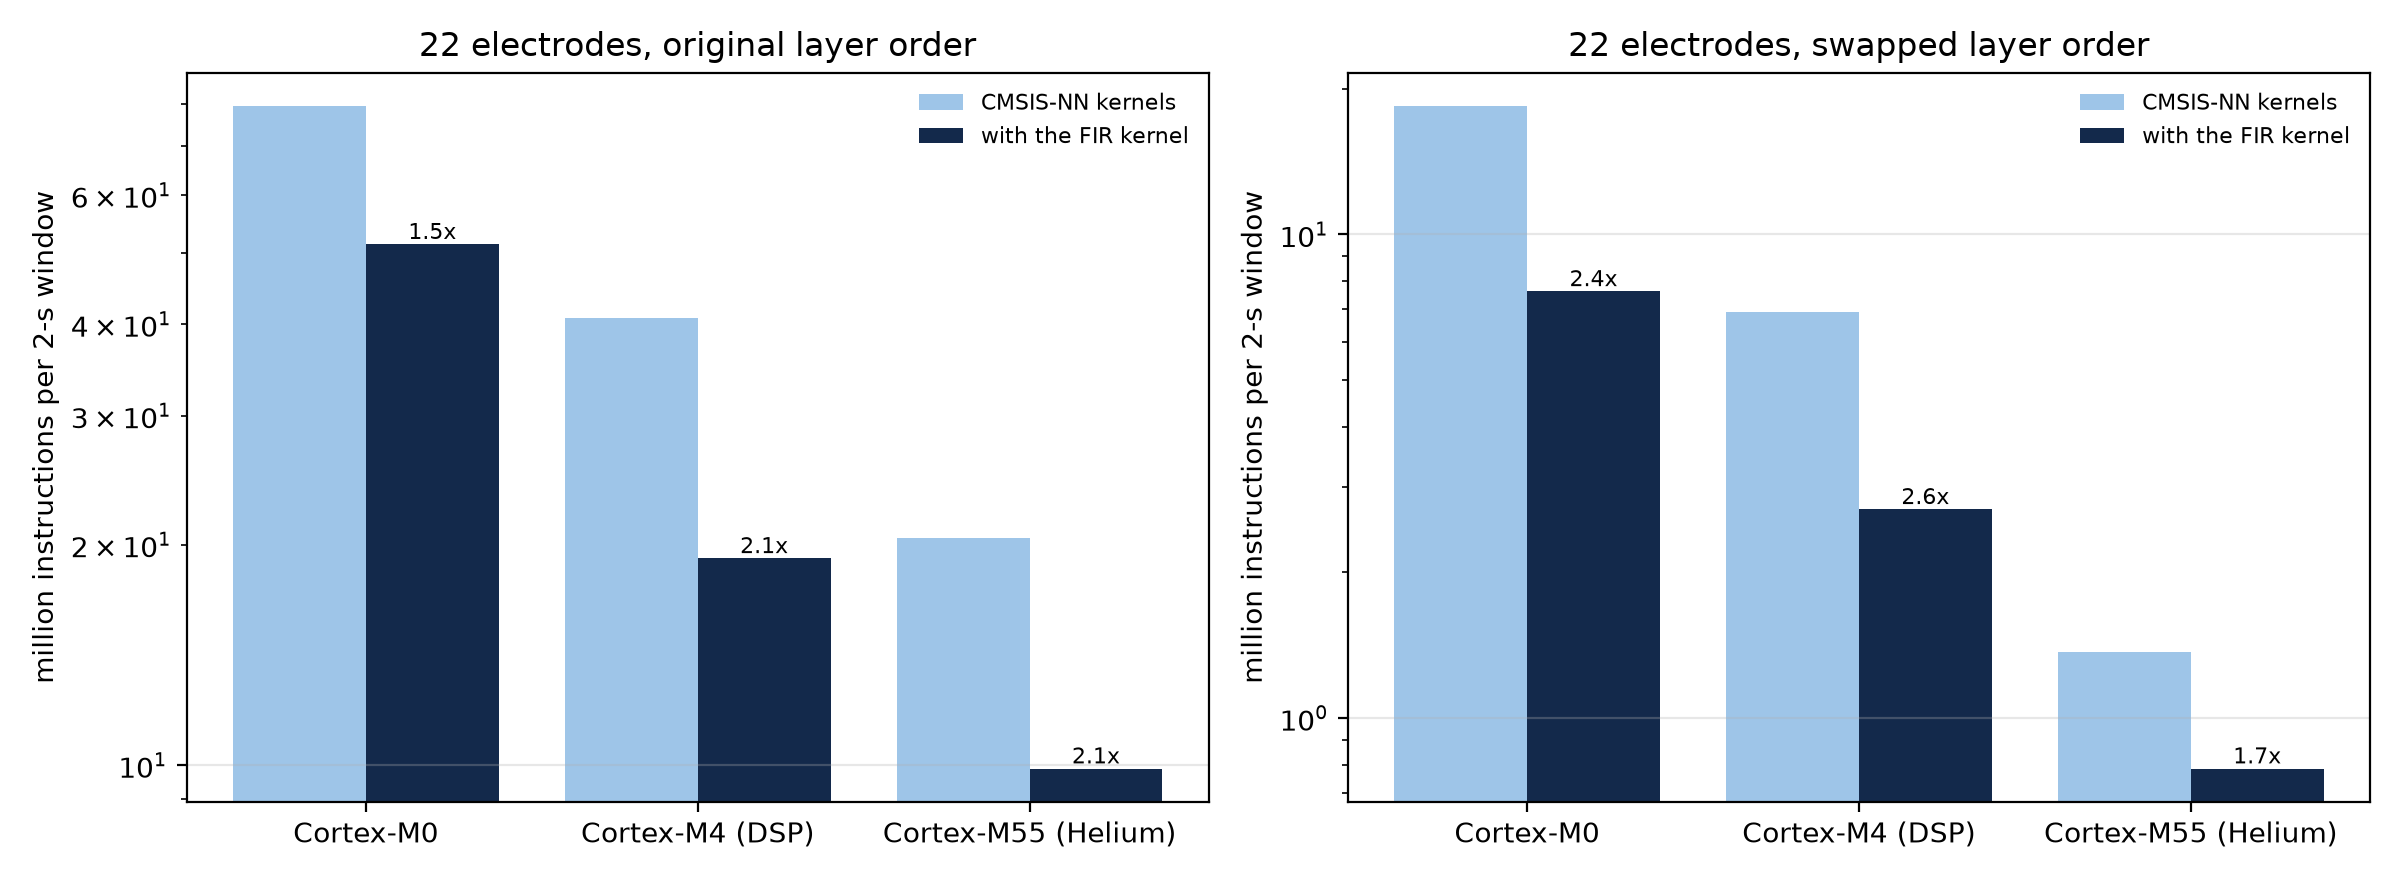 22 electrodes, original layer order
CMSIS-NN kernels
with the FIR kernel
million instructions per 2-s window
6 × 10¹
4 × 10¹
3 × 10¹
2 × 10¹
10¹
1.5x
2.1x
2.1x
Cortex-M0
Cortex-M4 (DSP)
Cortex-M55 (Helium)
22 electrodes, swapped layer order
CMSIS-NN kernels
with the FIR kernel
million instructions per 2-s window
10¹
10⁰
2.4x
2.6x
1.7x
Cortex-M0
Cortex-M4 (DSP)
Cortex-M55 (Helium)